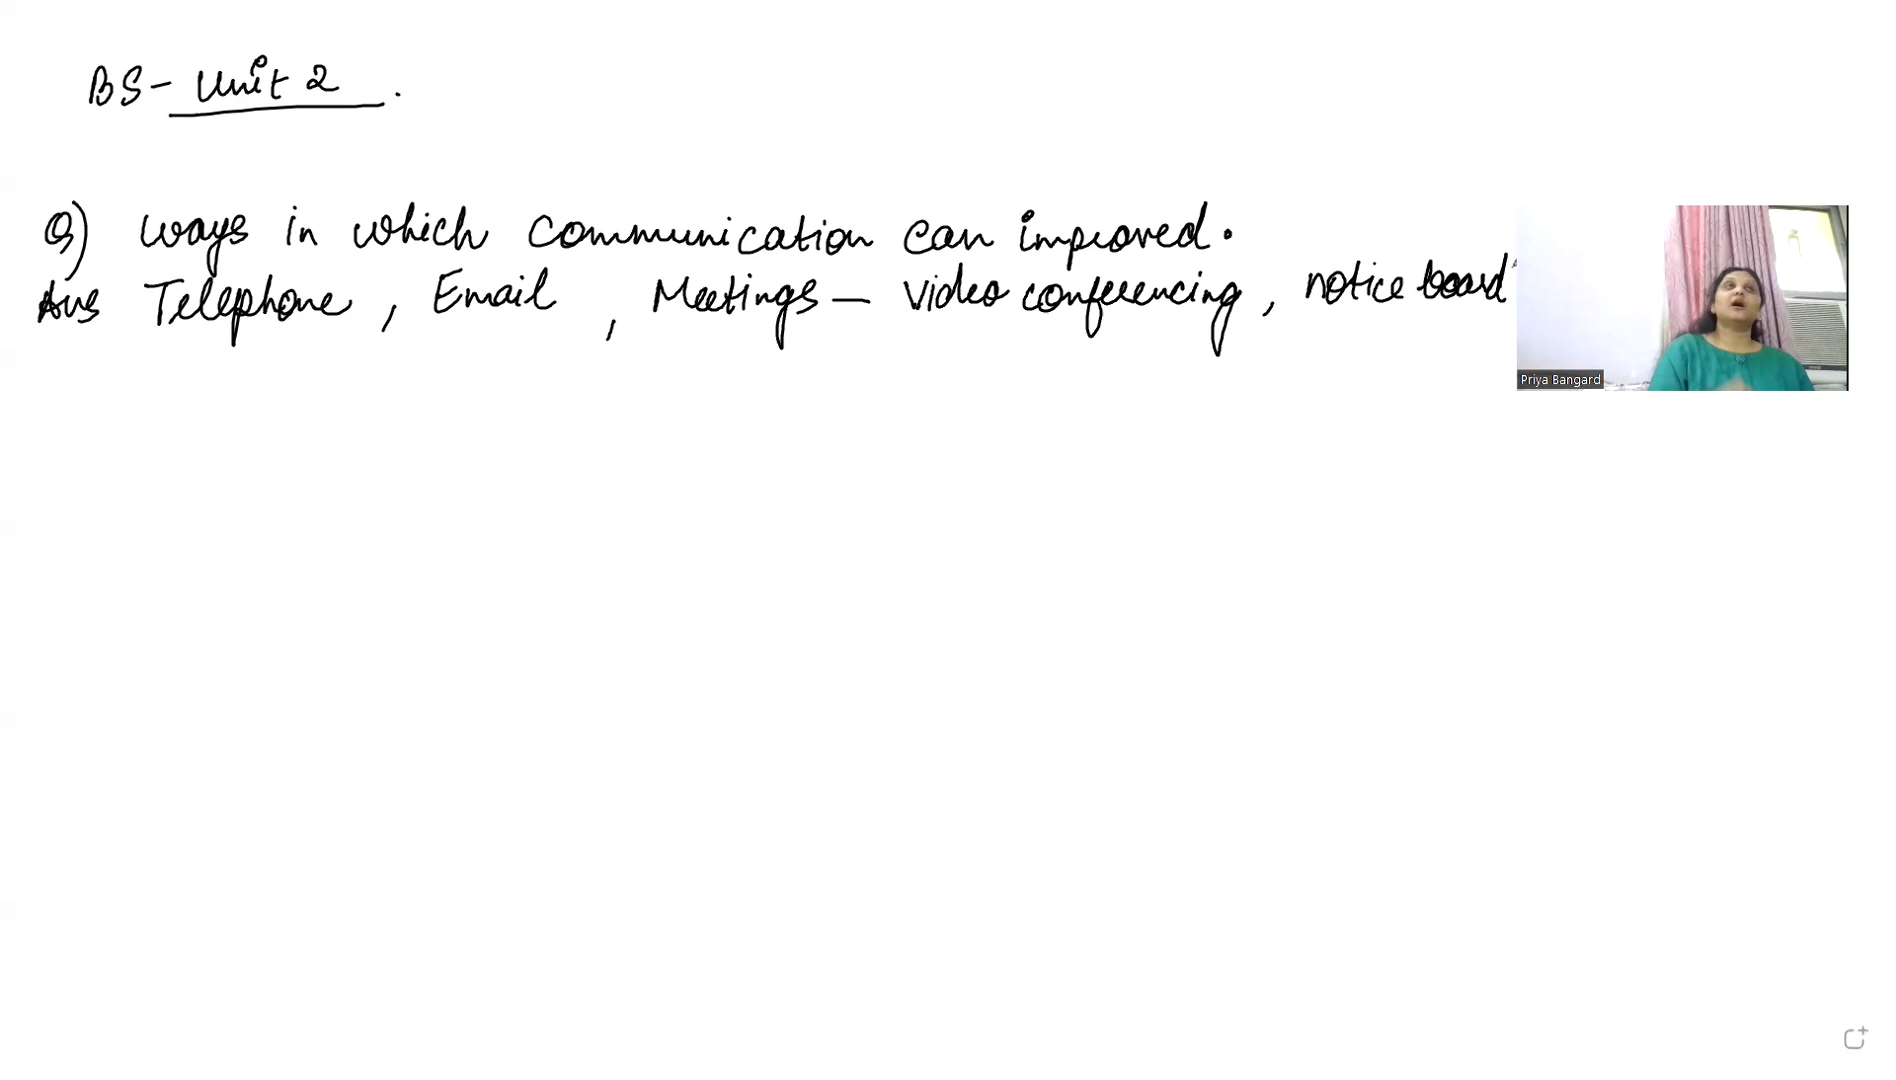 BS- Unit 2 .
Q) ways in which communication can improved.
Ans Telephone , Email , Meetings — video conferencing , notice board
Priya Bangard